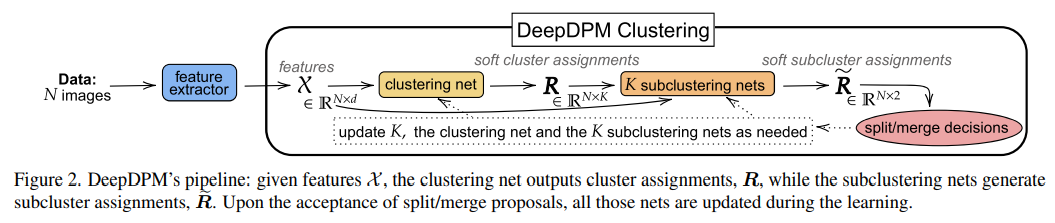 DeepDPM Clustering
Data:
N images
feature
extractor
features
𝒳
∈ ℝ^{N×d}
clustering net
soft cluster assignments
R
∈ ℝ^{N×K}
K subclustering nets
soft subcluster assignments
R̃
∈ ℝ^{N×2}
split/merge decisions
update K, the clustering net and the K subclustering nets as needed
Figure 2. DeepDPM's pipeline: given features 𝒳, the clustering net outputs cluster assignments, R, while the subclustering nets generate
subcluster assignments, R̃. Upon the acceptance of split/merge proposals, all those nets are updated during the learning.